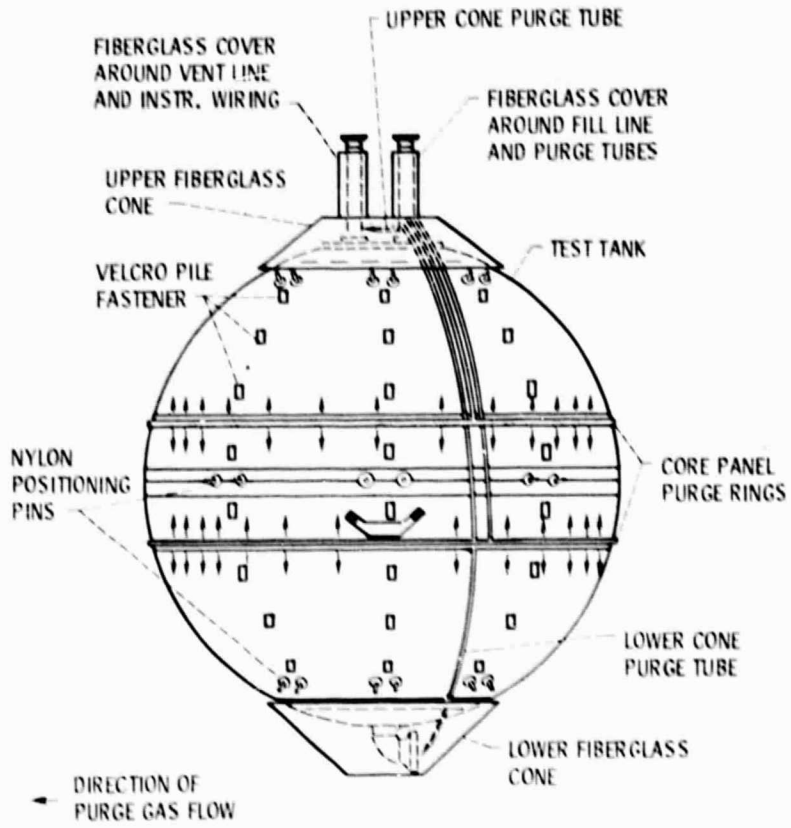 UPPER CONE PURGE TUBE
FIBERGLASS COVER
AROUND VENT LINE
AND INSTR. WIRING
FIBERGLASS COVER
AROUND FILL LINE
AND PURGE TUBES
UPPER FIBERGLASS
CONE
TEST TANK
VELCRO PILE
FASTENER
NYLON
POSITIONING
PINS
CORE PANEL
PURGE RINGS
LOWER CONE
PURGE TUBE
LOWER FIBERGLASS
CONE
DIRECTION OF
PURGE GAS FLOW